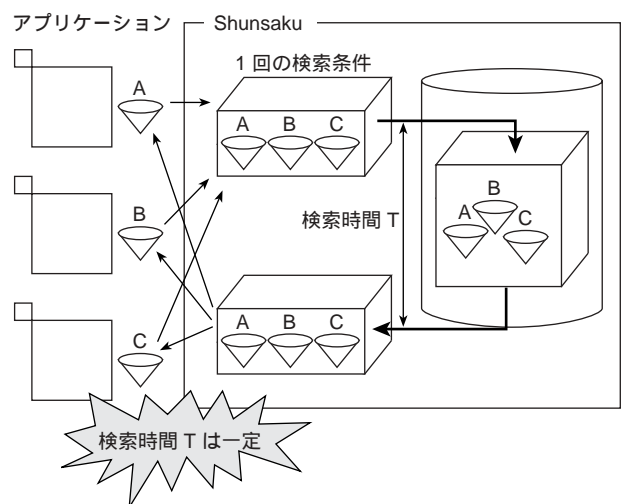 アプリケーション
Shunsaku
1回の検索条件
A
A B C
B
A
C
検索時間 T
B
A B C
C
検索時間 T は一定